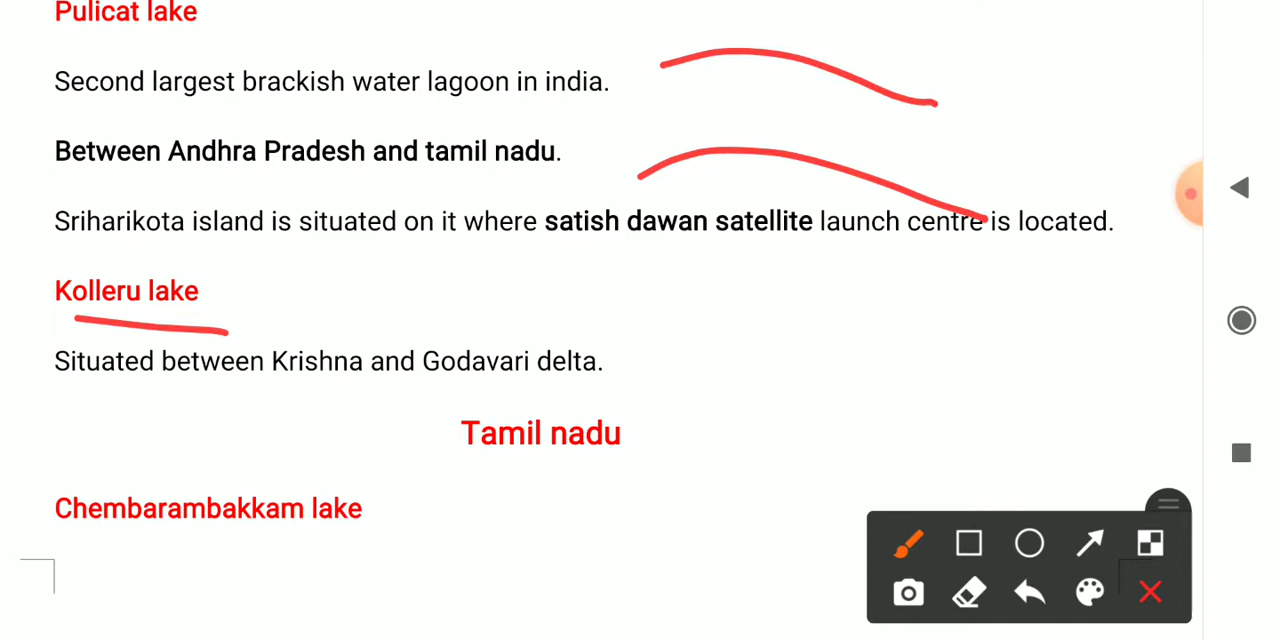 Pulicat lake
Second largest brackish water lagoon in india.
Between Andhra Pradesh and tamil nadu.
Sriharikota island is situated on it where satish dawan satellite launch centre is located.
Kolleru lake
Situated between Krishna and Godavari delta.
Tamil nadu
Chembarambakkam lake